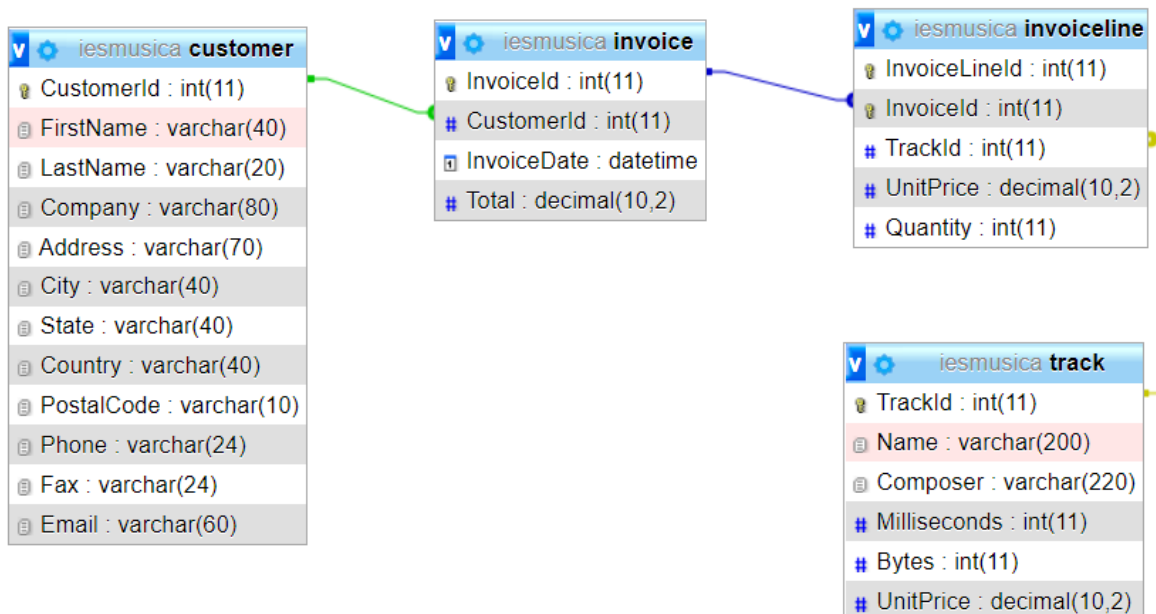 iesmusica customer
CustomerId : int(11)
FirstName : varchar(40)
LastName : varchar(20)
Company : varchar(80)
Address : varchar(70)
City : varchar(40)
State : varchar(40)
Country : varchar(40)
PostalCode : varchar(10)
Phone : varchar(24)
Fax : varchar(24)
Email : varchar(60)
iesmusica invoice
InvoiceId : int(11)
CustomerId : int(11)
InvoiceDate : datetime
Total : decimal(10,2)
iesmusica invoiceline
InvoiceLineId : int(11)
InvoiceId : int(11)
TrackId : int(11)
UnitPrice : decimal(10,2)
Quantity : int(11)
iesmusica track
TrackId : int(11)
Name : varchar(200)
Composer : varchar(220)
Milliseconds : int(11)
Bytes : int(11)
UnitPrice : decimal(10,2)